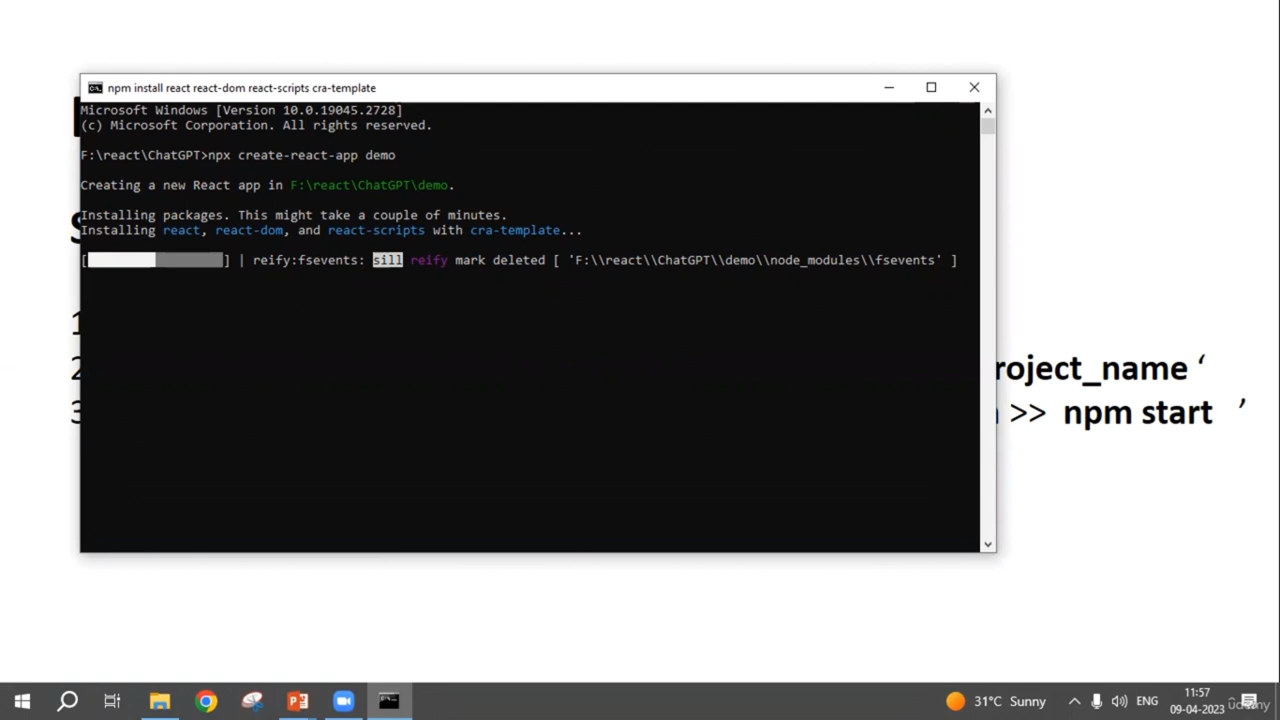 npm install react react-dom react-scripts cra-template
Microsoft Windows [Version 10.0.19045.2728]
(c) Microsoft Corporation. All rights reserved.
F:\react\ChatGPT>npx create-react-app demo
Creating a new React app in F:\react\ChatGPT\demo.
Installing packages. This might take a couple of minutes.
Installing react, react-dom, and react-scripts with cra-template...
[ ] | reify:fsevents: sill reify mark deleted [ 'F:\\react\\ChatGPT\\demo\\node_modules\\fsevents' ]
1
2 roject_name ‘
3 >> npm start ’
31°C Sunny
ENG
11:57
09-04-2023
udemy